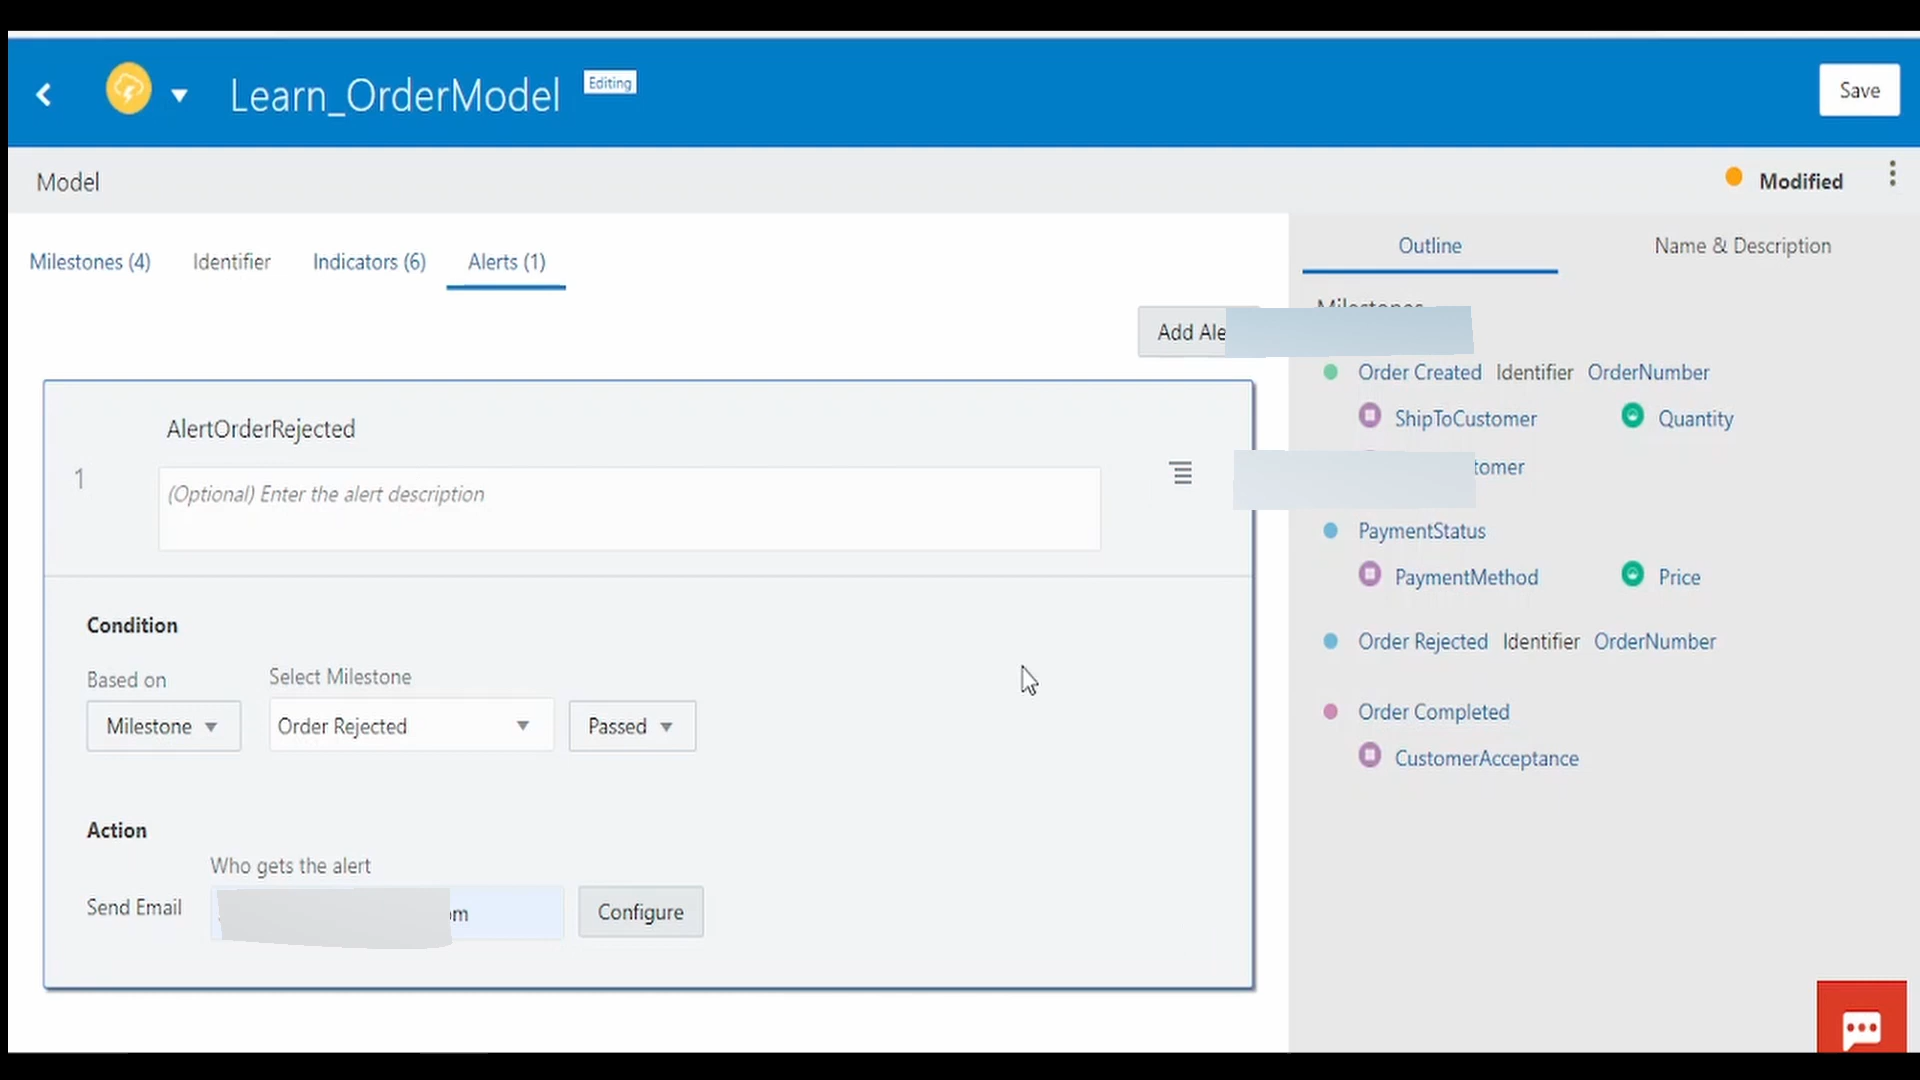 Learn_OrderModel
Editing
Save
Model
Modified
Milestones (4)
Identifier
Indicators (6)
Alerts (1)
Outline
Name & Description
Milestones
Add Ale
Order Created Identifier OrderNumber
ShipToCustomer
Quantity
tomer
PaymentStatus
PaymentMethod
Price
Order Rejected Identifier OrderNumber
Order Completed
CustomerAcceptance
AlertOrderRejected
1
(Optional) Enter the alert description
Condition
Based on
Select Milestone
Milestone
Order Rejected
Passed
Action
Who gets the alert
Send Email
om
Configure